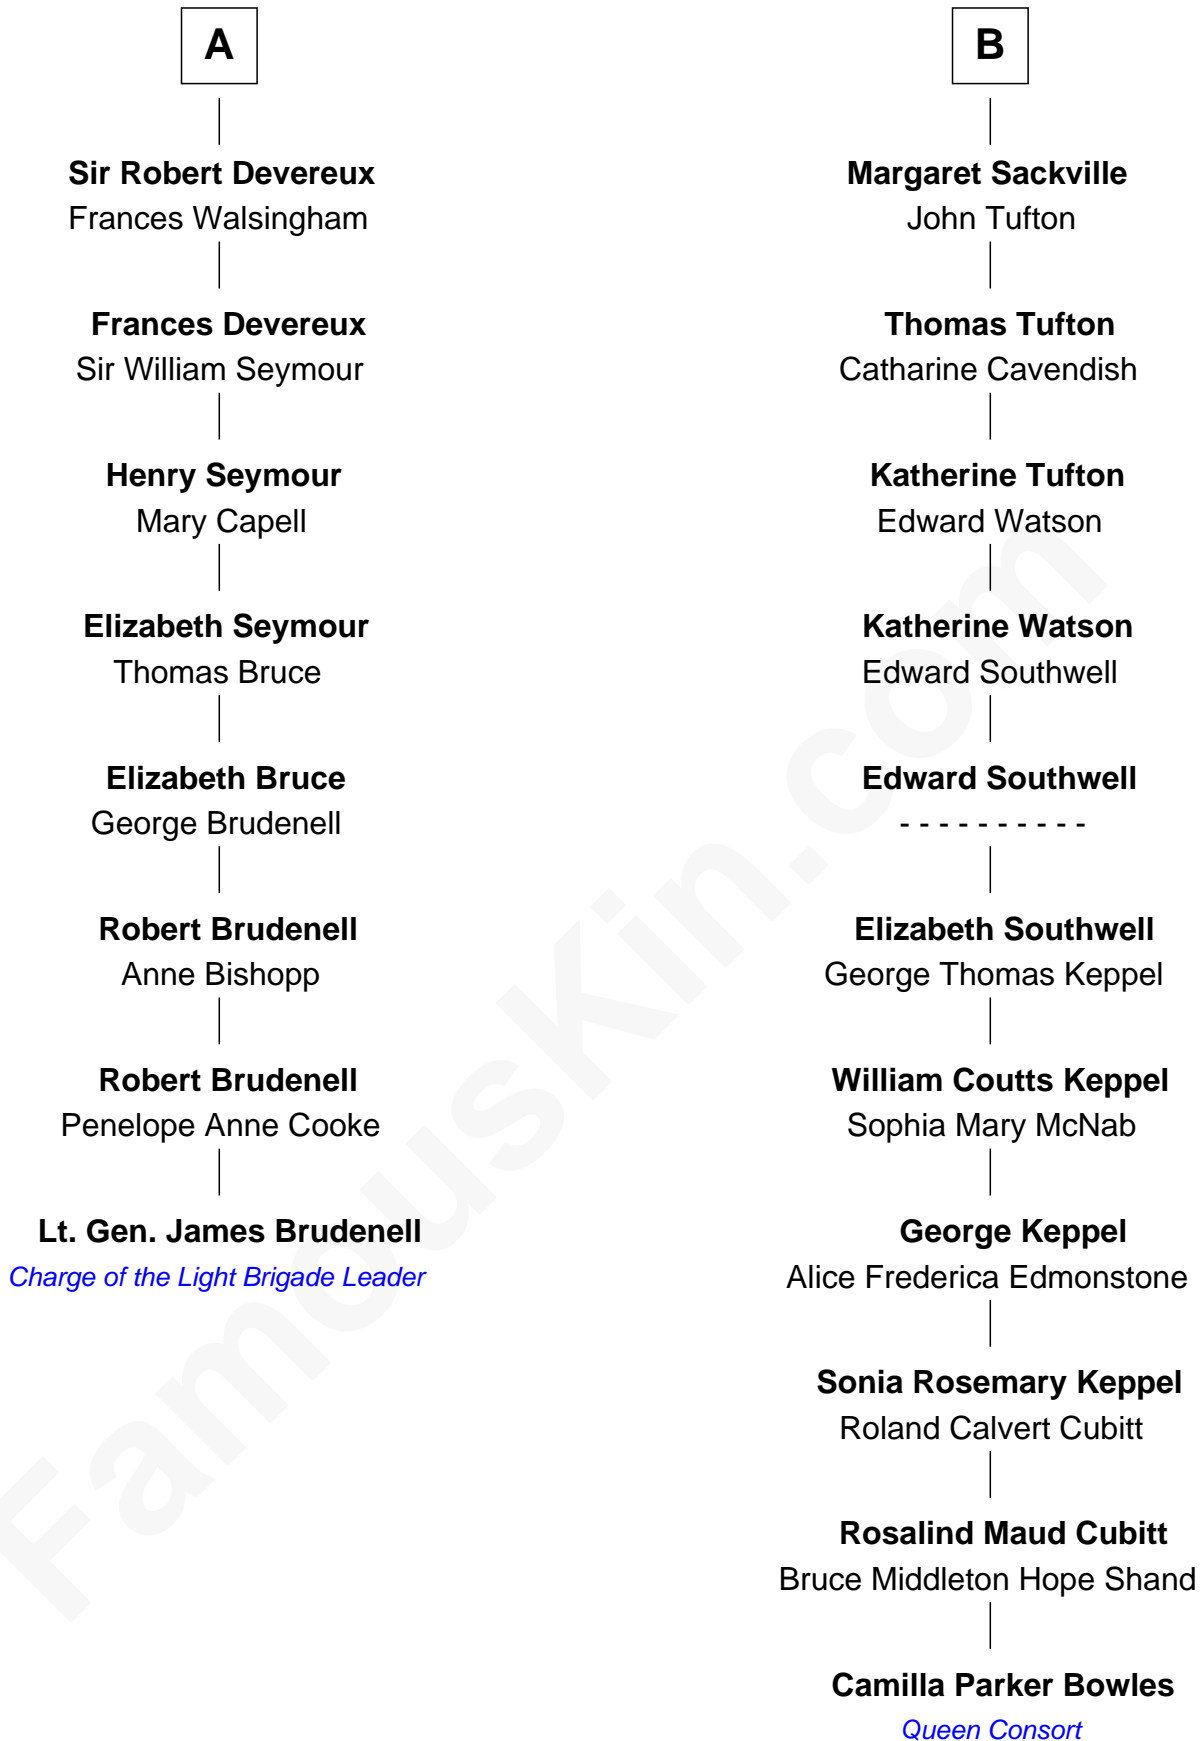 A
Sir Robert Devereux
Frances Walsingham
Frances Devereux
Sir William Seymour
Henry Seymour
Mary Capell
Elizabeth Seymour
Thomas Bruce
Elizabeth Bruce
George Brudenell
Robert Brudenell
Anne Bishopp
Robert Brudenell
Penelope Anne Cooke
Lt. Gen. James Brudenell
Charge of the Light Brigade Leader
B
Margaret Sackville
John Tufton
Thomas Tufton
Catharine Cavendish
Katherine Tufton
Edward Watson
Katherine Watson
Edward Southwell
Edward Southwell
- - - - - - - - - -
Elizabeth Southwell
George Thomas Keppel
William Coutts Keppel
Sophia Mary McNab
George Keppel
Alice Frederica Edmonstone
Sonia Rosemary Keppel
Roland Calvert Cubitt
Rosalind Maud Cubitt
Bruce Middleton Hope Shand
Camilla Parker Bowles
Queen Consort
FamousKin.com